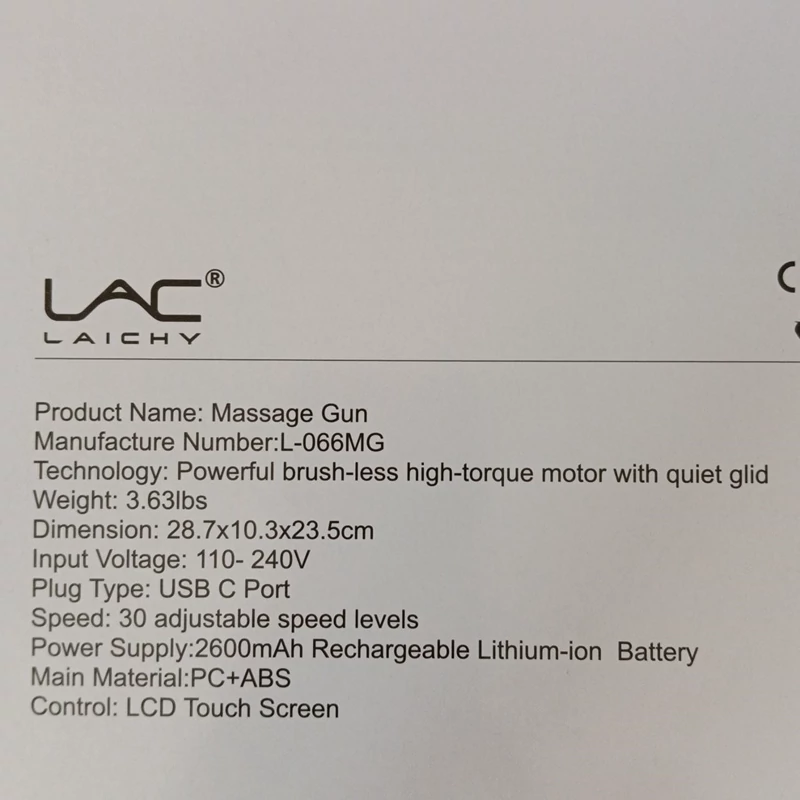 LAC®
LAICHY
Product Name: Massage Gun
Manufacture Number:L-066MG
Technology: Powerful brush-less high-torque motor with quiet glid
Weight: 3.63lbs
Dimension: 28.7x10.3x23.5cm
Input Voltage: 110- 240V
Plug Type: USB C Port
Speed: 30 adjustable speed levels
Power Supply:2600mAh Rechargeable Lithium-ion Battery
Main Material:PC+ABS
Control: LCD Touch Screen